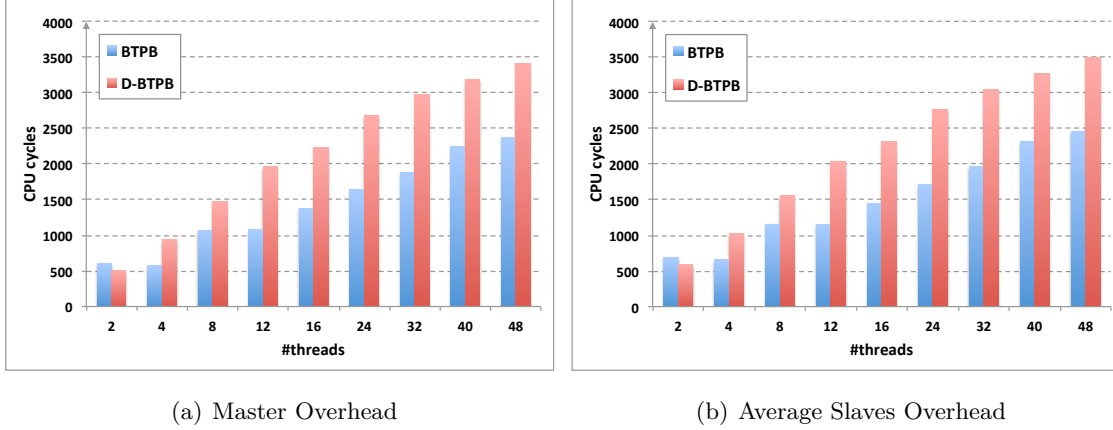 4000
3500
3000
2500
2000
1500
1000
500
0
CPU cycles
BTPB
D-BTPB
2 4 8 12 16 24 32 40 48
#threads
(a) Master Overhead
4000
3500
3000
2500
2000
1500
1000
500
0
CPU cycles
BTPB
D-BTPB
2 4 8 12 16 24 32 40 48
#threads
(b) Average Slaves Overhead